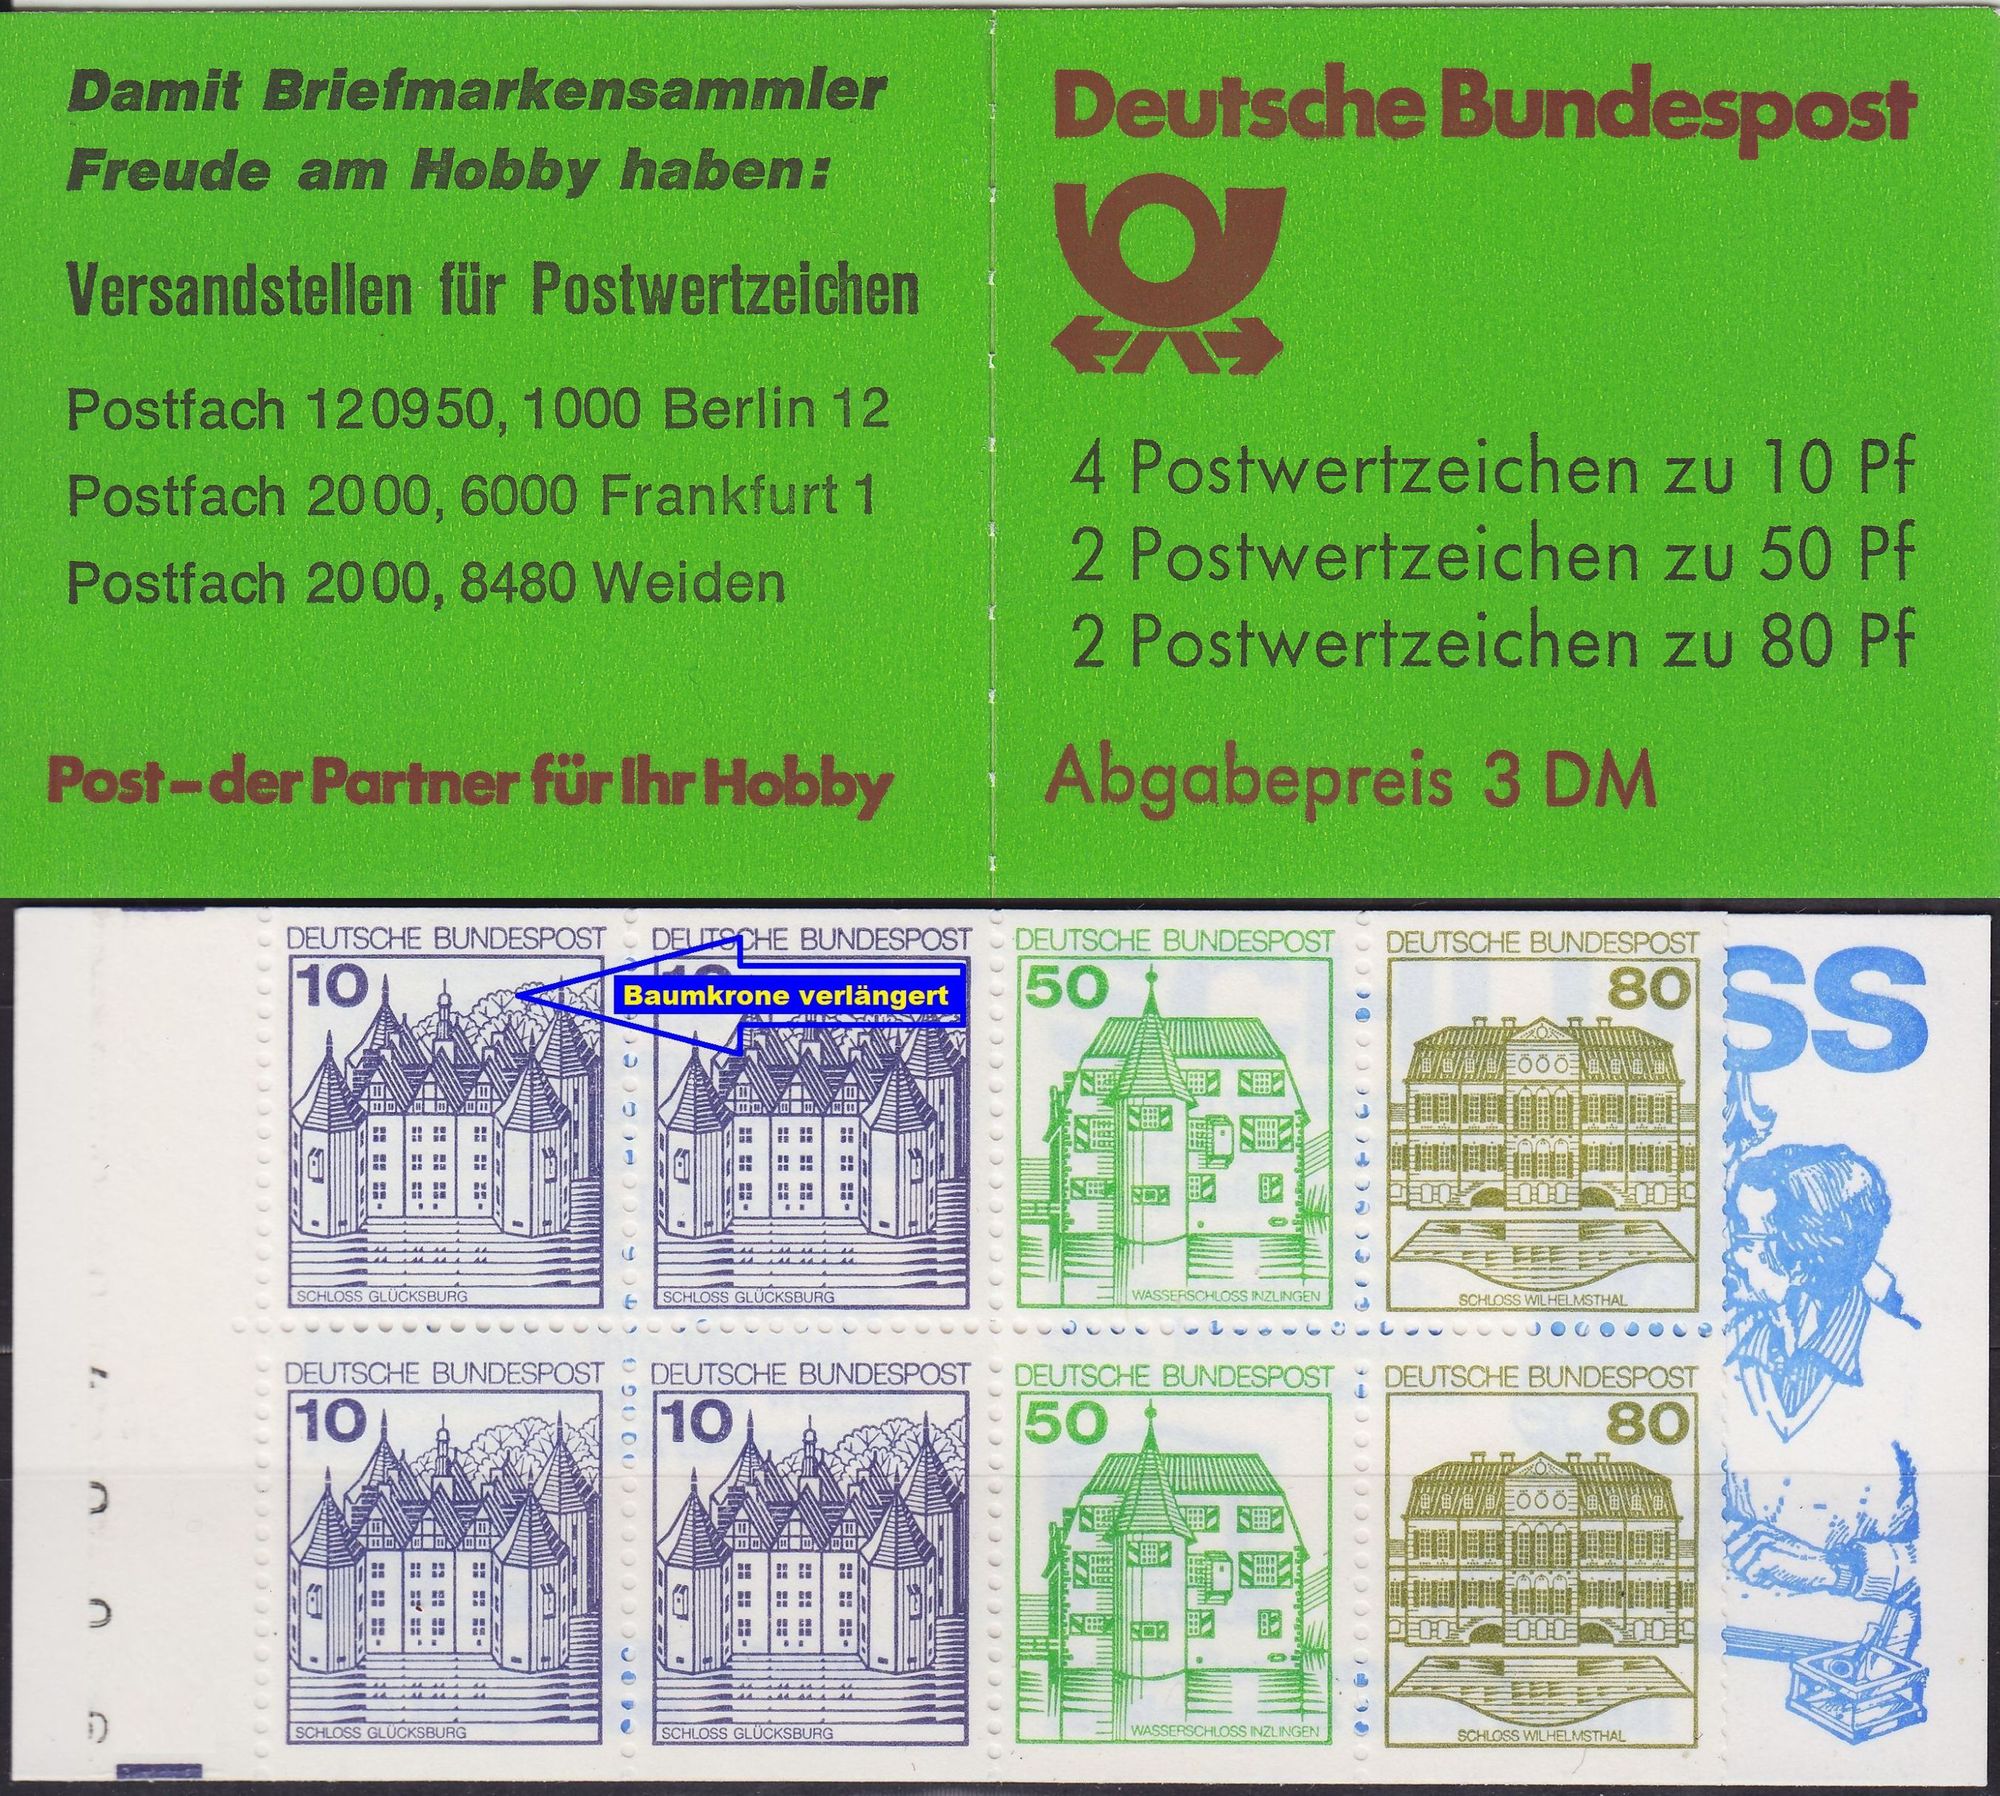 Damit Briefmarkensammler
Freude am Hobby haben:
Versandstellen für Postwertzeichen
Postfach 120950, 1000 Berlin 12
Postfach 2000, 6000 Frankfurt 1
Postfach 2000, 8480 Weiden
Post – der Partner für Ihr Hobby
Deutsche Bundespost
4 Postwertzeichen zu 10 Pf
2 Postwertzeichen zu 50 Pf
2 Postwertzeichen zu 80 Pf
Abgabepreis 3 DM
DEUTSCHE BUNDESPOST
10
SCHLOSS GLÜCKSBURG
DEUTSCHE BUNDESPOST
10
Baumkrone verlängert
SCHLOSS GLÜCKSBURG
DEUTSCHE BUNDESPOST
50
WASSERSCHLOSS INZLINGEN
DEUTSCHE BUNDESPOST
80
SCHLOSS WILHELMSTHAL
SS
DEUTSCHE BUNDESPOST
10
SCHLOSS GLÜCKSBURG
DEUTSCHE BUNDESPOST
10
SCHLOSS GLÜCKSBURG
DEUTSCHE BUNDESPOST
50
WASSERSCHLOSS INZLINGEN
DEUTSCHE BUNDESPOST
80
SCHLOSS WILHELMSTHAL